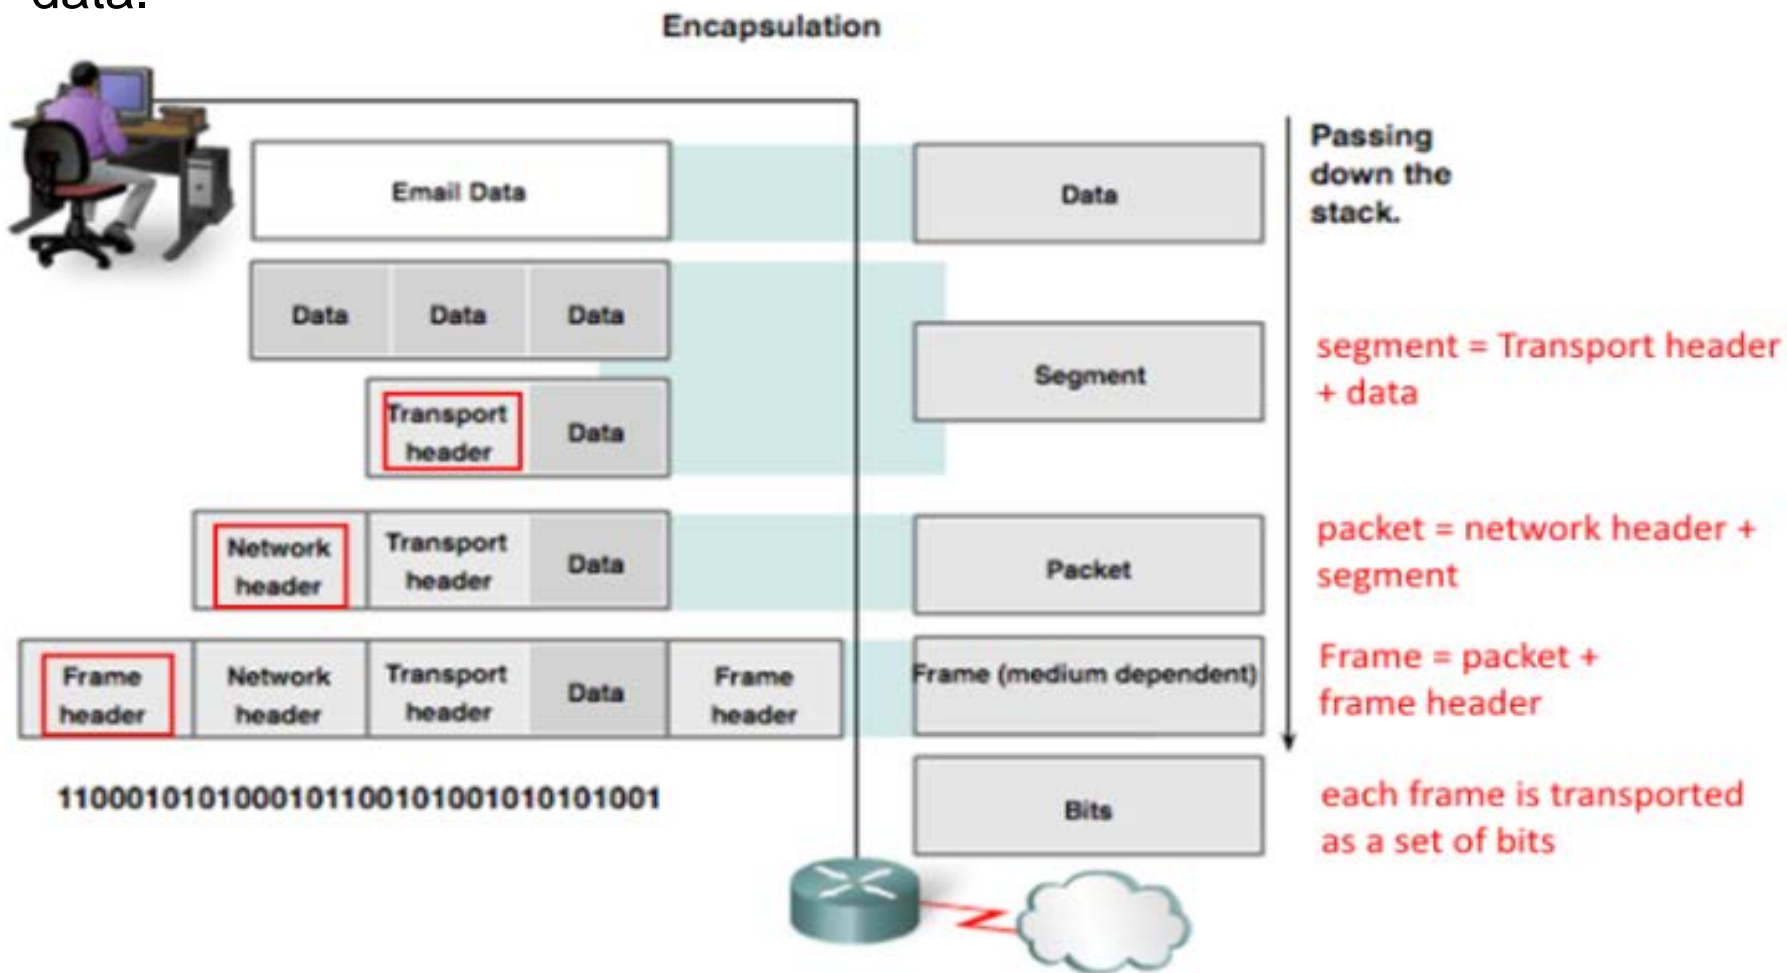 data.
Encapsulation
Email Data
Data
Passing
down the
stack.
Data Data Data
Segment
segment = Transport header
+ data
Transport
header
Data
Network
header
Transport
header
Data
Packet
packet = network header +
segment
Frame
header
Network
header
Transport
header
Data
Frame
header
Frame (medium dependent)
Frame = packet +
frame header
1100010101000101100101001010101001
Bits
each frame is transported
as a set of bits